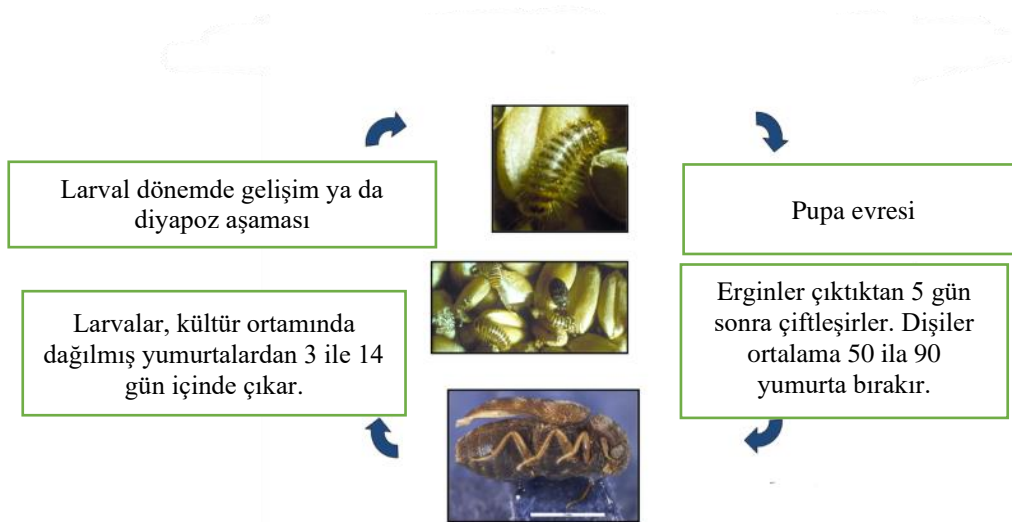 Larval dönemde gelişim ya da
diyapoz aşaması
Pupa evresi
Larvalar, kültür ortamında
dağılmış yumurtalardan 3 ile 14
gün içinde çıkar.
Erginler çıktıktan 5 gün
sonra çiftleşirler. Dişiler
ortalama 50 ila 90
yumurta bırakır.